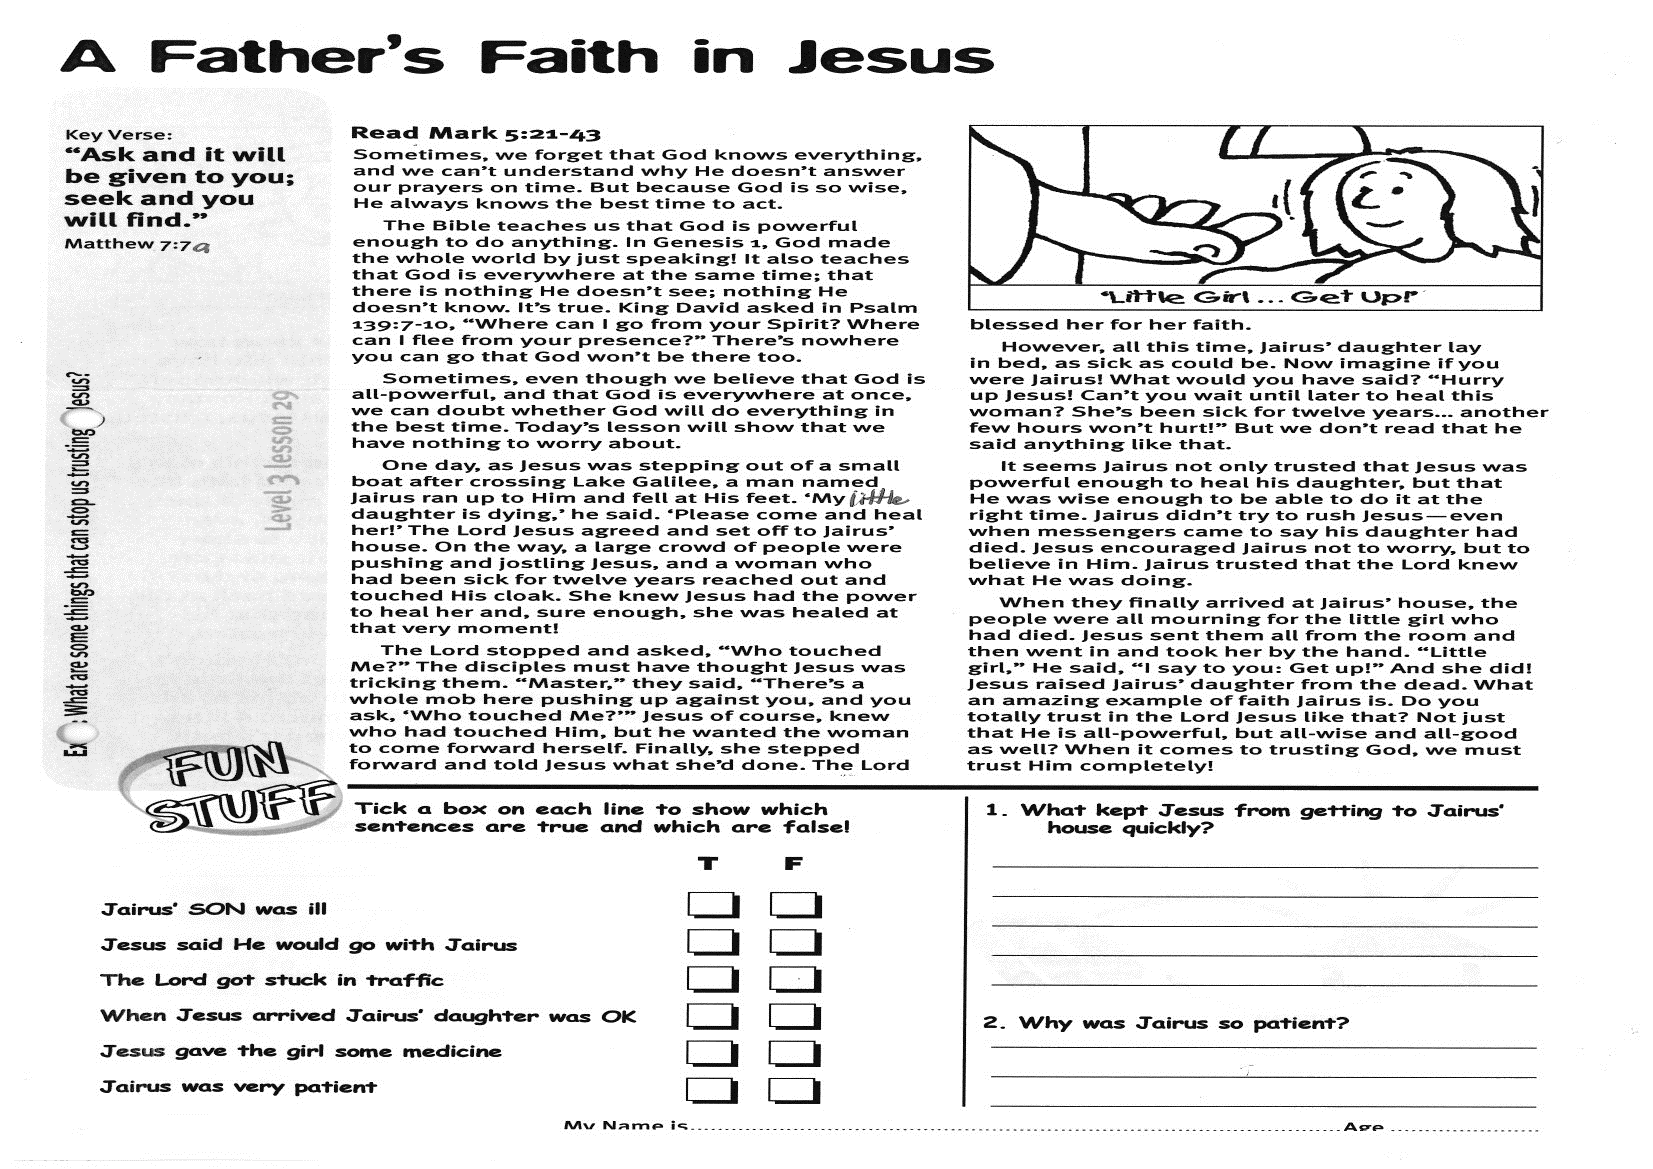 A Father's Faith in Jesus
Key Verse:
“Ask and it will
be given to you;
seek and you
will find.”
Matthew 7:7a
: What are some things that can stop us trusting esus?
Level 3 lesson 29
Read Mark 5:21-43
Sometimes, we forget that God knows everything,
and we can't understand why He doesn't answer
our prayers on time. But because God is so wise,
He always knows the best time to act.
The Bible teaches us that God is powerful
enough to do anything. In Genesis 1, God made
the whole world by just speaking! It also teaches
that God is everywhere at the same time; that
there is nothing He doesn't see; nothing He
doesn't know. It's true. King David asked in Psalm
139:7-10, “Where can I go from your Spirit? Where
can I flee from your presence?” There's nowhere
you can go that God won't be there too.
Sometimes, even though we believe that God is
all-powerful, and that God is everywhere at once,
we can doubt whether God will do everything in
the best time. Today's lesson will show that we
have nothing to worry about.
One day, as Jesus was stepping out of a small
boat after crossing Lake Galilee, a man named
Jairus ran up to Him and fell at His feet. ‘My little
daughter is dying,’ he said. ‘Please come and heal
her!’ The Lord Jesus agreed and set off to Jairus’
house. On the way, a large crowd of people were
pushing and jostling Jesus, and a woman who
had been sick for twelve years reached out and
touched His cloak. She knew Jesus had the power
to heal her and, sure enough, she was healed at
that very moment!
The Lord stopped and asked, “Who touched
Me?” The disciples must have thought Jesus was
tricking them. “Master,” they said, “There's a
whole mob here pushing up against you, and you
ask, ‘Who touched Me?’” Jesus of course, knew
who had touched Him, but he wanted the woman
to come forward herself. Finally, she stepped
forward and told Jesus what she'd done. The Lord
“Little Girl ... Get Up!”
blessed her for her faith.
However, all this time, Jairus’ daughter lay
in bed, as sick as could be. Now imagine if you
were Jairus! What would you have said? “Hurry
up Jesus! Can't you wait until later to heal this
woman? She's been sick for twelve years... another
few hours won't hurt!” But we don't read that he
said anything like that.
It seems Jairus not only trusted that Jesus was
powerful enough to heal his daughter, but that
He was wise enough to be able to do it at the
right time. Jairus didn't try to rush Jesus—even
when messengers came to say his daughter had
died. Jesus encouraged Jairus not to worry, but to
believe in Him. Jairus trusted that the Lord knew
what He was doing.
When they finally arrived at Jairus’ house, the
people were all mourning for the little girl who
had died. Jesus sent them all from the room and
then went in and took her by the hand. “Little
girl,” He said, “I say to you: Get up!” And she did!
Jesus raised Jairus’ daughter from the dead. What
an amazing example of faith Jairus is. Do you
totally trust in the Lord Jesus like that? Not just
that He is all-powerful, but all-wise and all-good
as well? When it comes to trusting God, we must
trust Him completely!
FUN
STUFF
Tick a box on each line to show which
sentences are true and which are false!
T F
Jairus' SON was ill
Jesus said He would go with Jairus
The Lord got stuck in traffic
When Jesus arrived Jairus' daughter was OK
Jesus gave the girl some medicine
Jairus was very patient
1. What kept Jesus from getting to Jairus'
house quickly?
2. Why was Jairus so patient?
My Name is Age